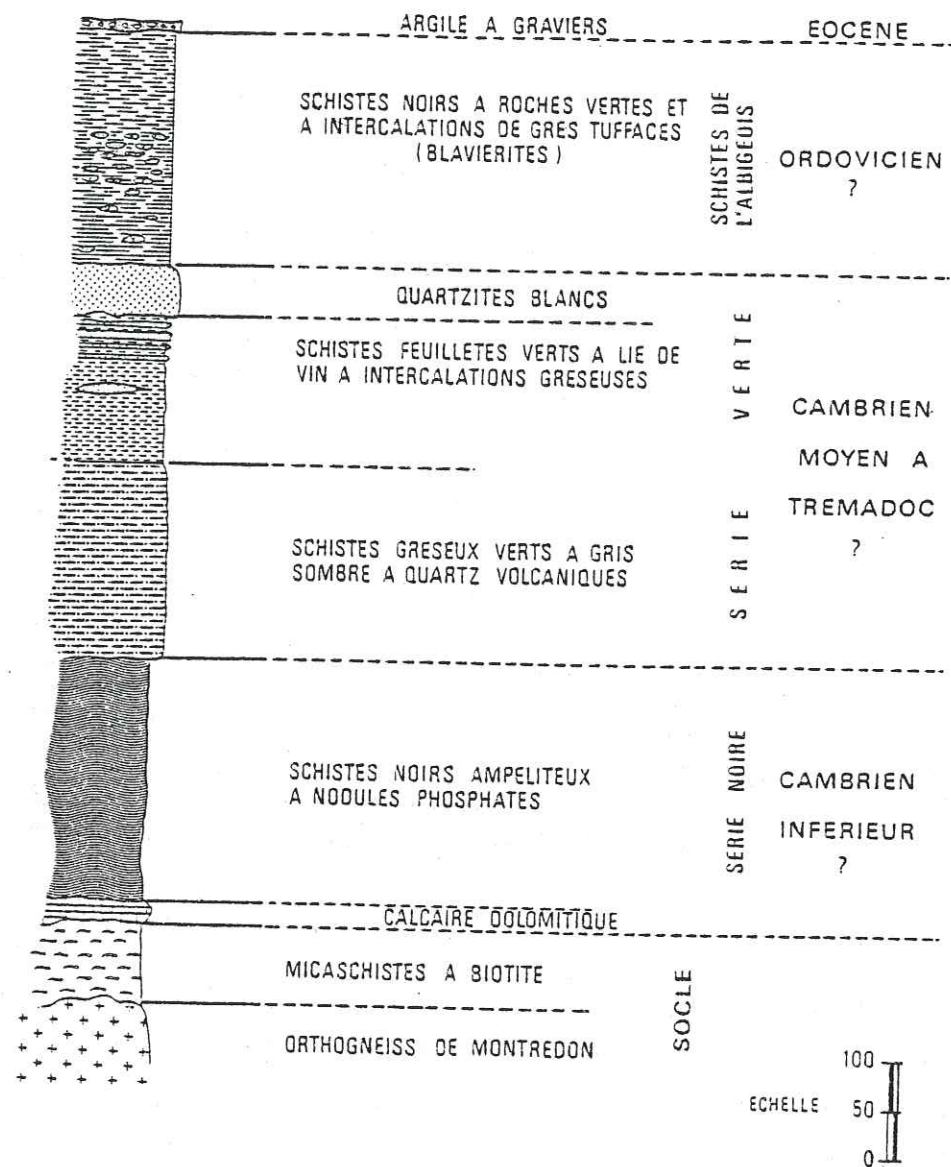 ARGILE A GRAVIERS
EOCENE
SCHISTES NOIRS A ROCHES VERTES ET
A INTERCALATIONS DE GRES TUFFACES
(BLAVIERITES)
SCHISTES DE
L'ALBIGEOIS
ORDOVICIEN
?
QUARTZITES BLANCS
SCHISTES FEUILLETES VERTS A LIE DE
VIN A INTERCALATIONS GRESEUSES
SCHISTES GRESEUX VERTS A GRIS
SOMBRE A QUARTZ VOLCANIQUES
SERIE VERTE
CAMBRIEN
MOYEN A
TREMADOC
?
SCHISTES NOIRS AMPELITEUX
A NODULES PHOSPHATES
SERIE NOIRE
CAMBRIEN
INFERIEUR
?
CALCAIRE DOLOMITIQUE
MICASCHISTES A BIOTITE
ORTHOGNEISS DE MONTREDON
SOCLE
100
ECHELLE 50
0